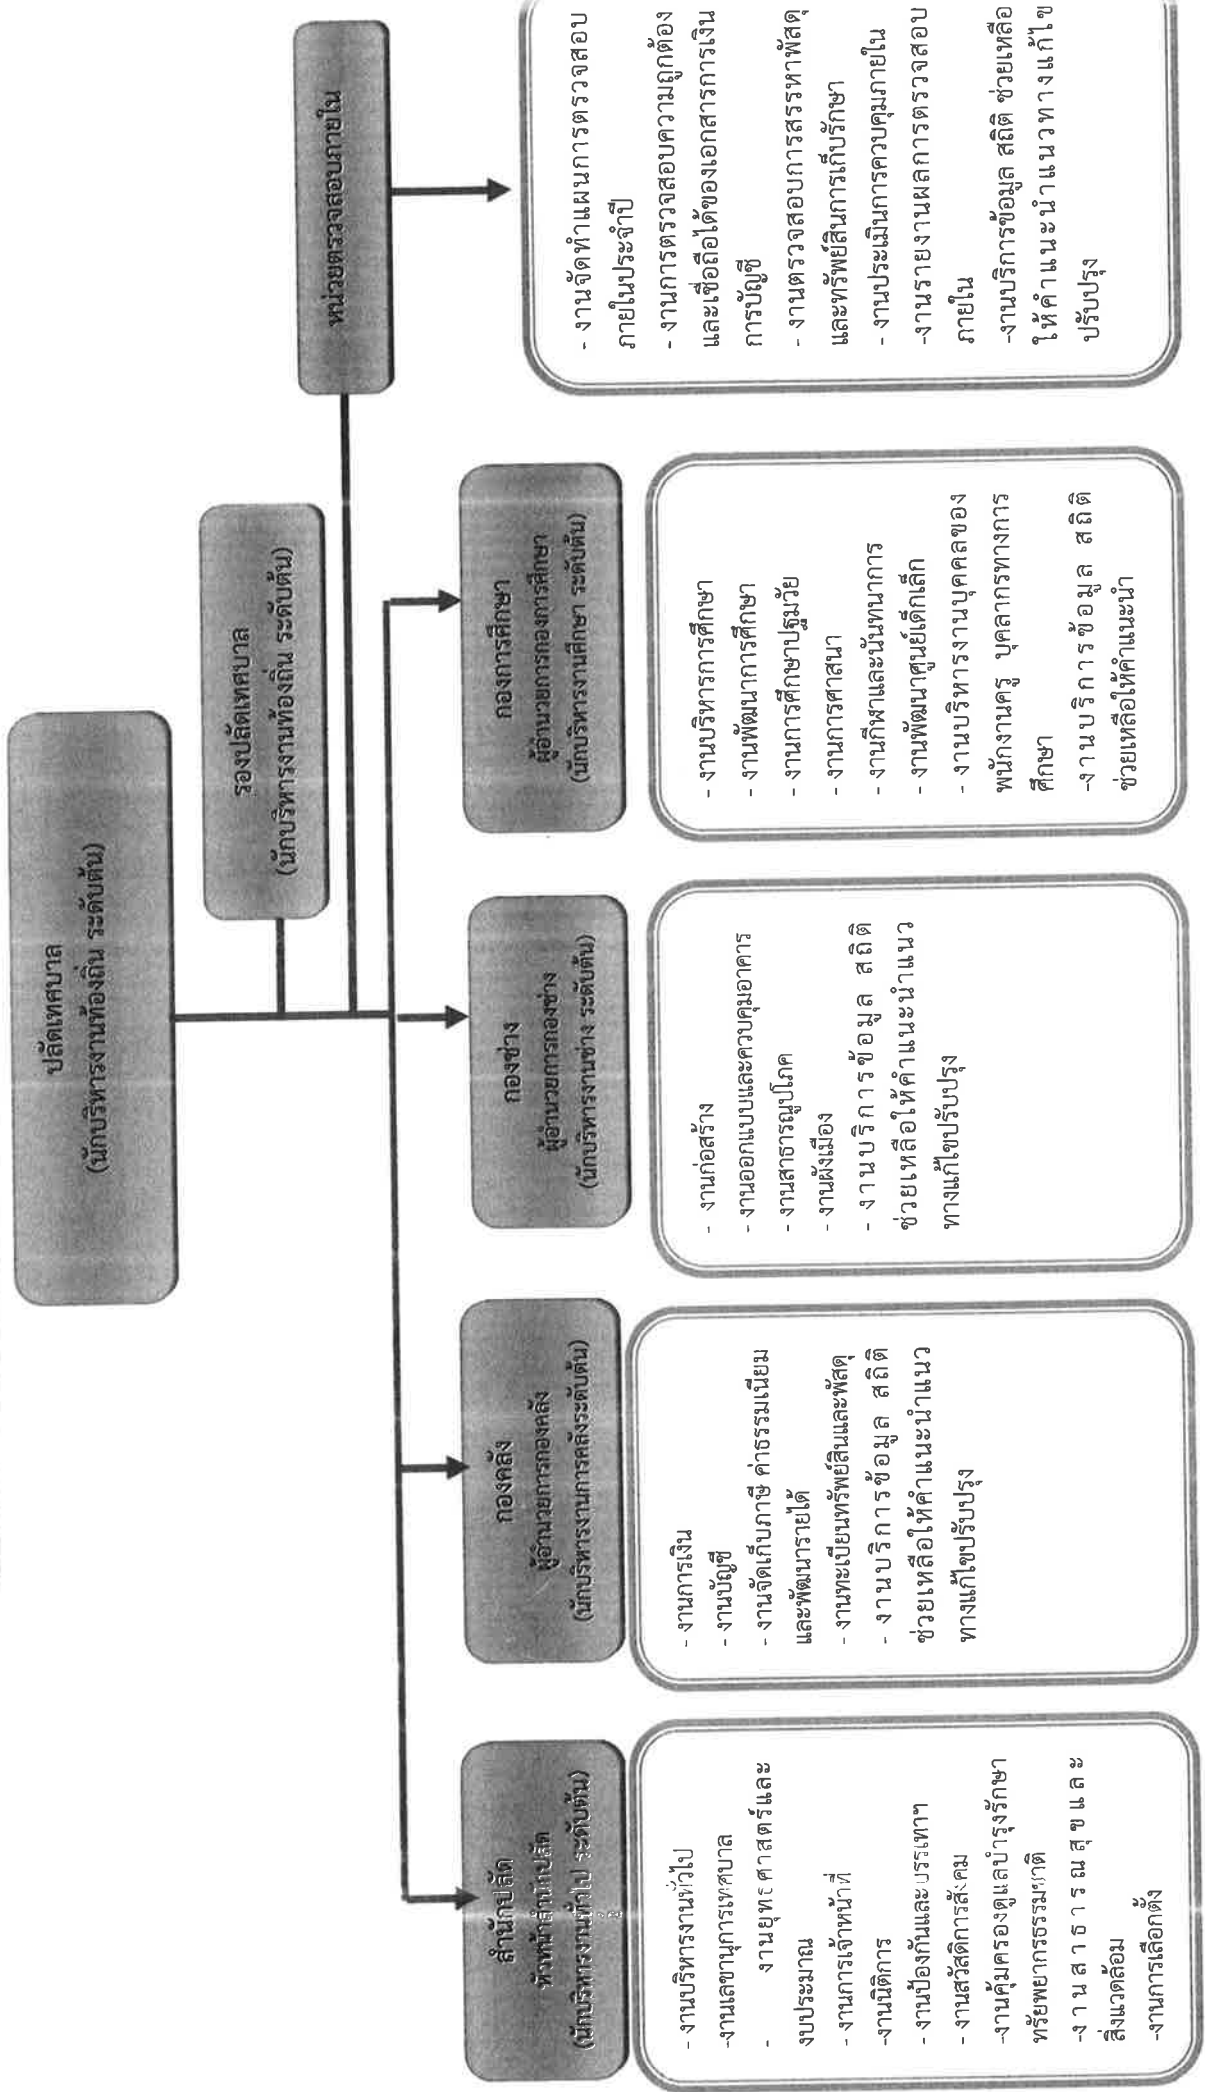 ปลัดเทศบาล
(นักบริหารงานท้องถิ่น ระดับต้น)
รองปลัดเทศบาล
(นักบริหารงานท้องถิ่น ระดับต้น)
หน่วยตรวจสอบภายใน
สำนักปลัด
หัวหน้าสำนักปลัด
(นักบริหารงานทั่วไป ระดับต้น)
กองคลัง
ผู้อำนวยการกองคลัง
(นักบริหารงานการคลังระดับต้น)
กองช่าง
ผู้อำนวยการกองช่าง
(นักบริหารงานช่าง ระดับต้น)
กองการศึกษา
ผู้อำนวยการกองการศึกษา
(นักบริหารงานศึกษา ระดับต้น)
- งานบริหารงานทั่วไป
-งานเลขานุการเทศบาล
- งานยุทธศาสตร์และ
งบประมาณ
- งานการเจ้าหน้าที่
-งานนิติการ
- งานป้องกันและบรรเทาฯ
- งานสวัสดิการสังคม
-งานคุ้มครองดูแลบำรุงรักษา
ทรัพยากรธรรมชาติ
-งานสาธารณสุขและ
สิ่งแวดล้อม
-งานการเลือกตั้ง
- งานการเงิน
- งานบัญชี
- งานจัดเก็บภาษี ค่าธรรมเนียม
และพัฒนารายได้
- งานทะเบียนทรัพย์สินและพัสดุ
- งานบริการข้อมูล สถิติ
ช่วยเหลือให้คำแนะนำแนว
ทางแก้ไขปรับปรุง
- งานก่อสร้าง
- งานออกแบบและควบคุมอาคาร
- งานสาธารณูปโภค
- งานผังเมือง
- งานบริการข้อมูล สถิติ
ช่วยเหลือให้คำแนะนำแนว
ทางแก้ไขปรับปรุง
- งานบริหารการศึกษา
- งานพัฒนาการศึกษา
- งานการศึกษาปฐมวัย
- งานการศาสนา
- งานกีฬาและนันทนาการ
- งานพัฒนาศูนย์เด็กเล็ก
- งานบริหารงานบุคคลของ
พนักงานครู บุคลากรทางการ
ศึกษา
-งานบริการข้อมูล สถิติ
ช่วยเหลือให้คำแนะนำ
- งานจัดทำแผนการตรวจสอบ
ภายในประจำปี
- งานการตรวจสอบความถูกต้อง
และเชื่อถือได้ของเอกสารการเงิน
การบัญชี
- งานตรวจสอบการสรรหาพัสดุ
และทรัพย์สินการเก็บรักษา
- งานประเมินการควบคุมภายใน
-งานรายงานผลการตรวจสอบ
ภายใน
-งานบริการข้อมูล สถิติ ช่วยเหลือ
ให้คำแนะนำแนวทางแก้ไข
ปรับปรุง